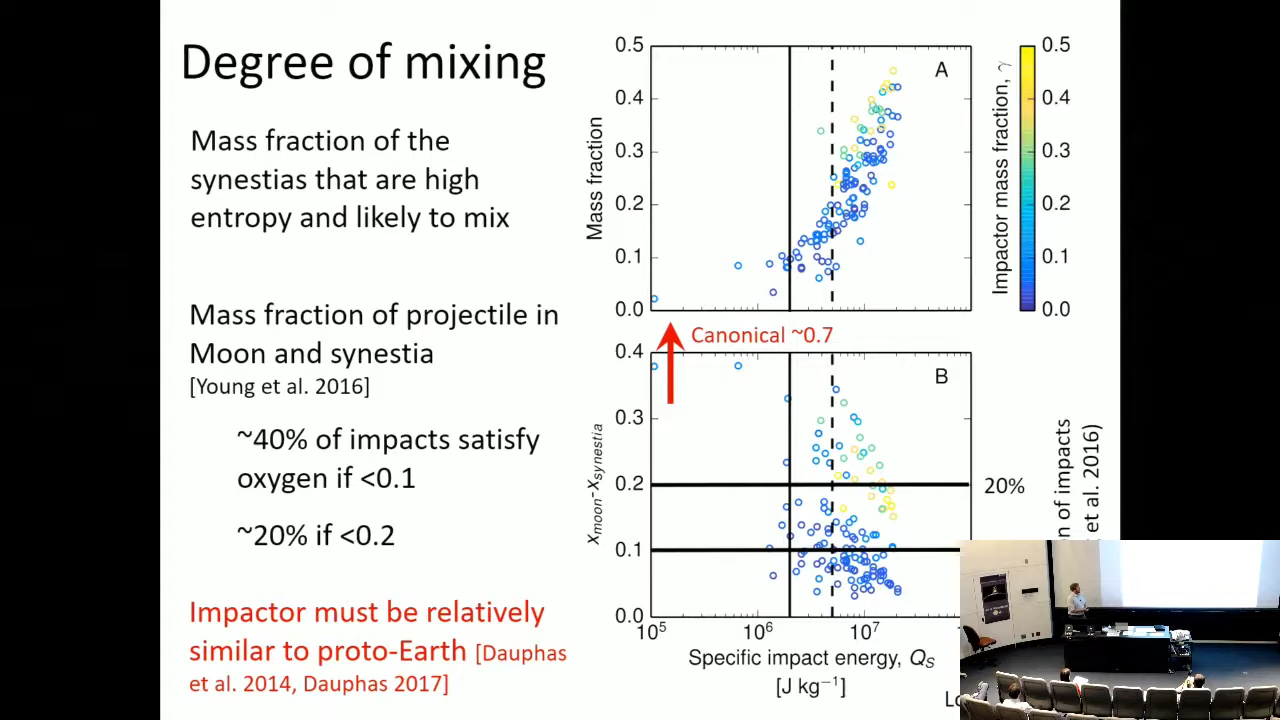 Degree of mixing
Mass fraction of the
synestias that are high
entropy and likely to mix
Mass fraction of projectile in
Moon and synestia
[Young et al. 2016]
~40% of impacts satisfy
oxygen if <0.1
~20% if <0.2
Impactor must be relatively
similar to proto-Earth [Dauphas
et al. 2014, Dauphas 2017]
Mass fraction
0.5
0.4
0.3
0.2
0.1
0.0
A
Impactor mass fraction, γ
0.5
0.4
0.3
0.2
0.1
0.0
Canonical ~0.7
x_moon-x_synestia
0.4
0.3
0.2
0.1
0.0
B
20%
10⁵
10⁶
10⁷
Specific impact energy, Q_S
[J kg⁻¹]
n of impacts
et al. 2016)